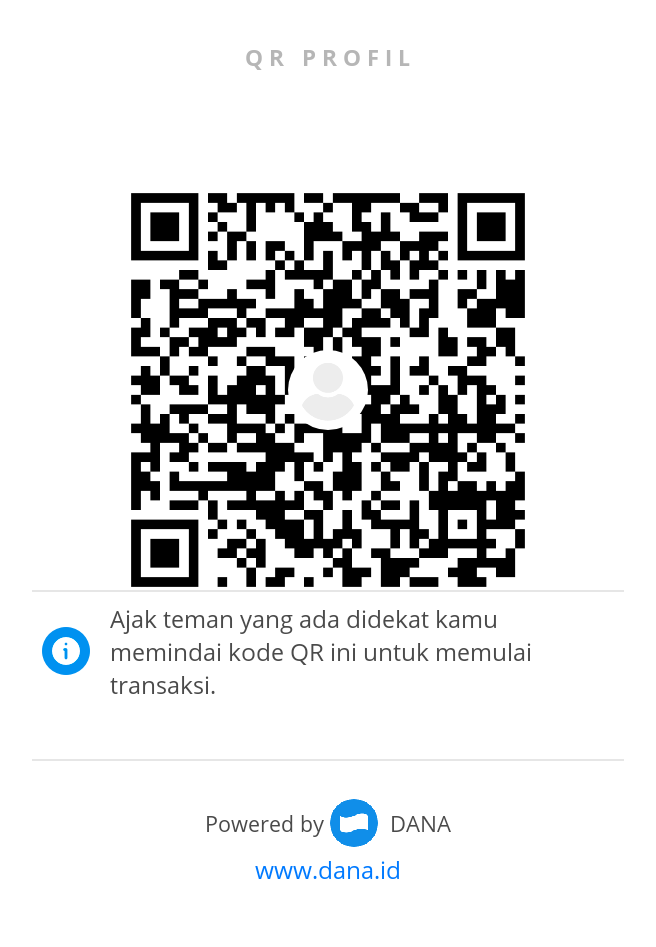 QR PROFIL
Ajak teman yang ada didekat kamu
memindai kode QR ini untuk memulai
transaksi.
Powered by DANA
www.dana.id